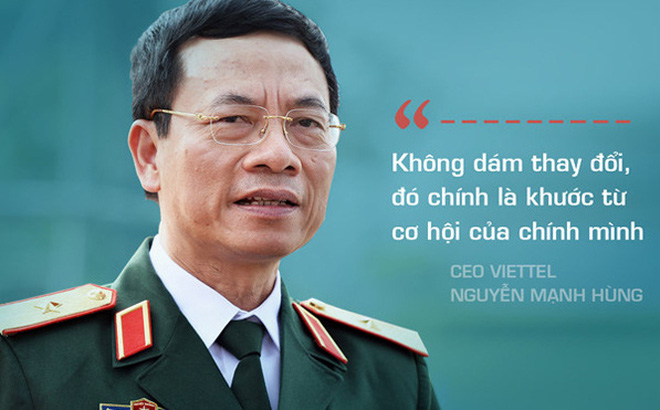 Không dám thay đổi,
đó chính là khước từ
cơ hội của chính mình
CEO VIETTEL
NGUYỄN MẠNH HÙNG